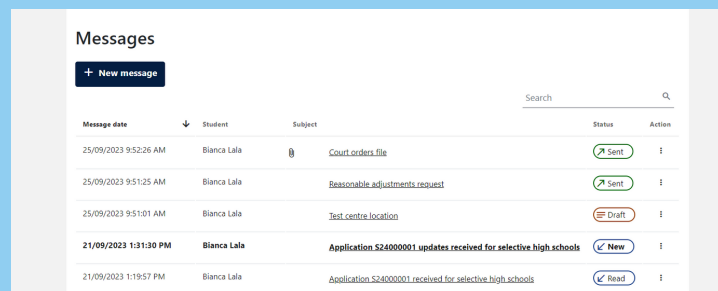 Messages
+ New message
Search
Message date Student Subject Status Action
25/09/2023 9:52:26 AM Bianca Lala Court orders file Sent
25/09/2023 9:51:25 AM Bianca Lala Reasonable adjustments request Sent
25/09/2023 9:51:01 AM Bianca Lala Test centre location Draft
21/09/2023 1:31:30 PM Bianca Lala Application S24000001 updates received for selective high schools New
21/09/2023 1:19:57 PM Bianca Lala Application S24000001 received for selective high schools Read